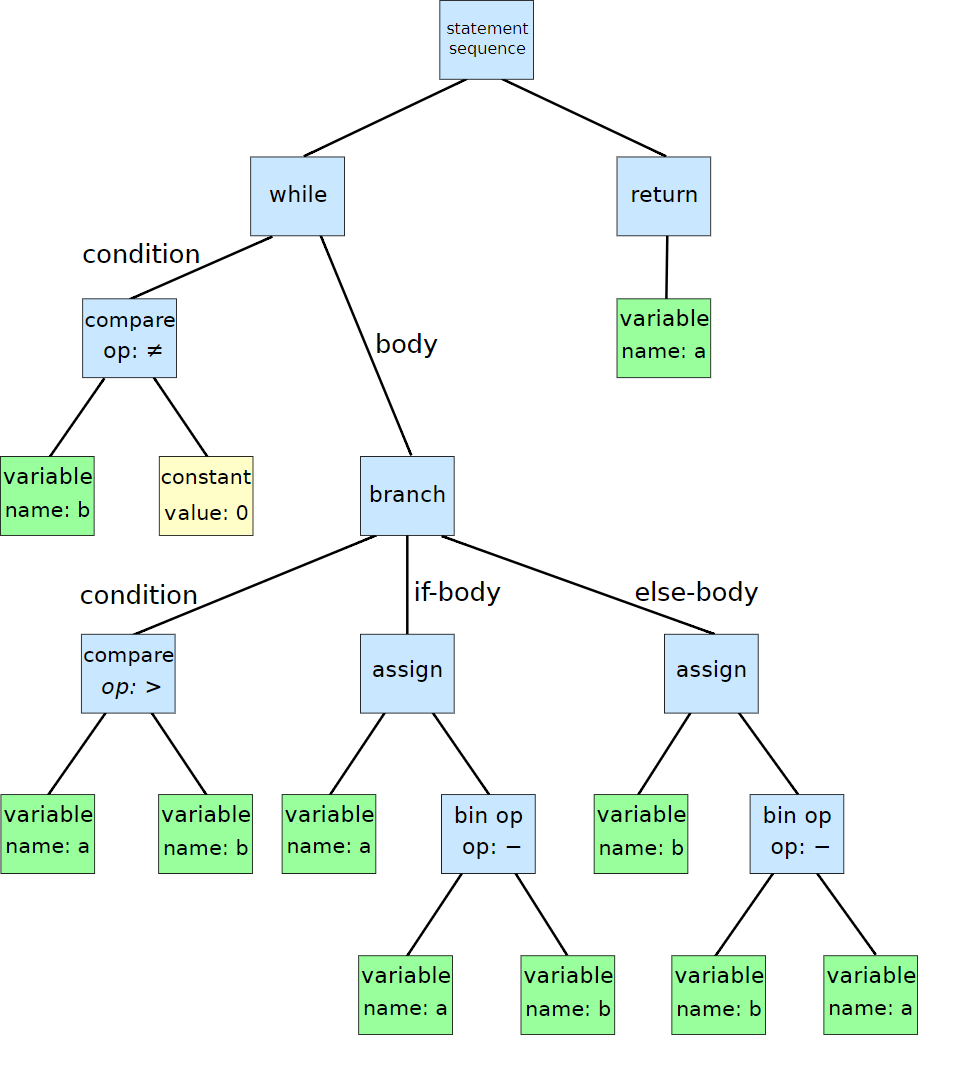 statement
sequence
while
return
condition
compare
op: ≠
body
variable
name: a
variable
name: b
constant
value: 0
branch
condition
if-body
else-body
compare
op: >
assign
assign
variable
name: a
variable
name: b
variable
name: a
bin op
op: −
variable
name: b
bin op
op: −
variable
name: a
variable
name: b
variable
name: b
variable
name: a